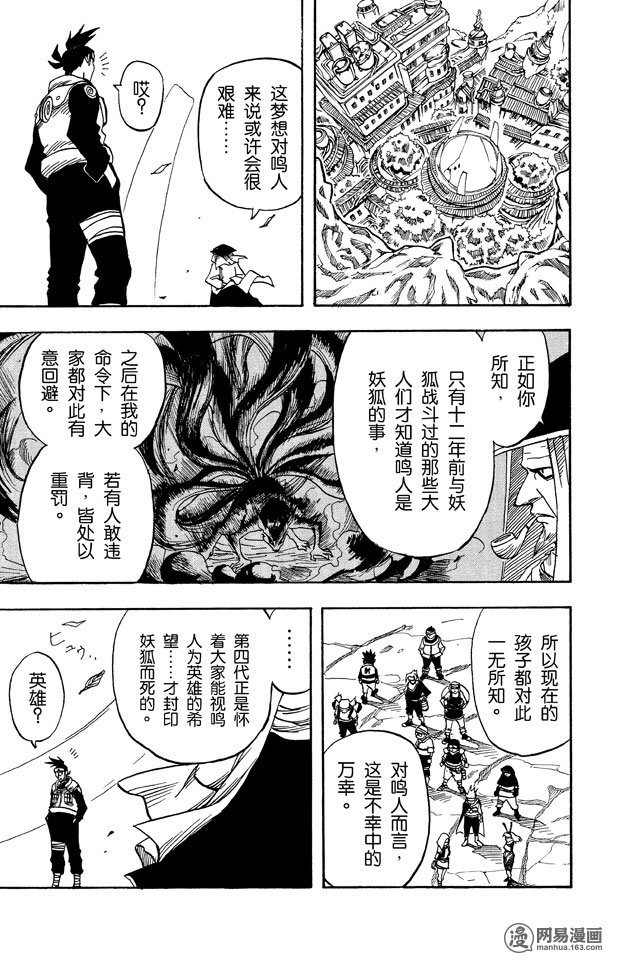 这梦想对鸣人
来说或许会很
艰难……
哎？
正如你
所知，
只有十二年前与妖
狐战斗过的那些大
人们才知道鸣人是
妖狐的事，
之后在我的
命令下，大
家都对此有
意回避。
若有人敢违
背，皆处以
重罚。
所以现在的
孩子都对此
一无所知。
对鸣人而言，
这是不幸中的
万幸。
……
第四代正是怀
着大家能视鸣
人为英雄的希
望……才封印
妖狐而死的。
ヒュゥ…
英雄？
漫 网易漫画
manhua.163.com